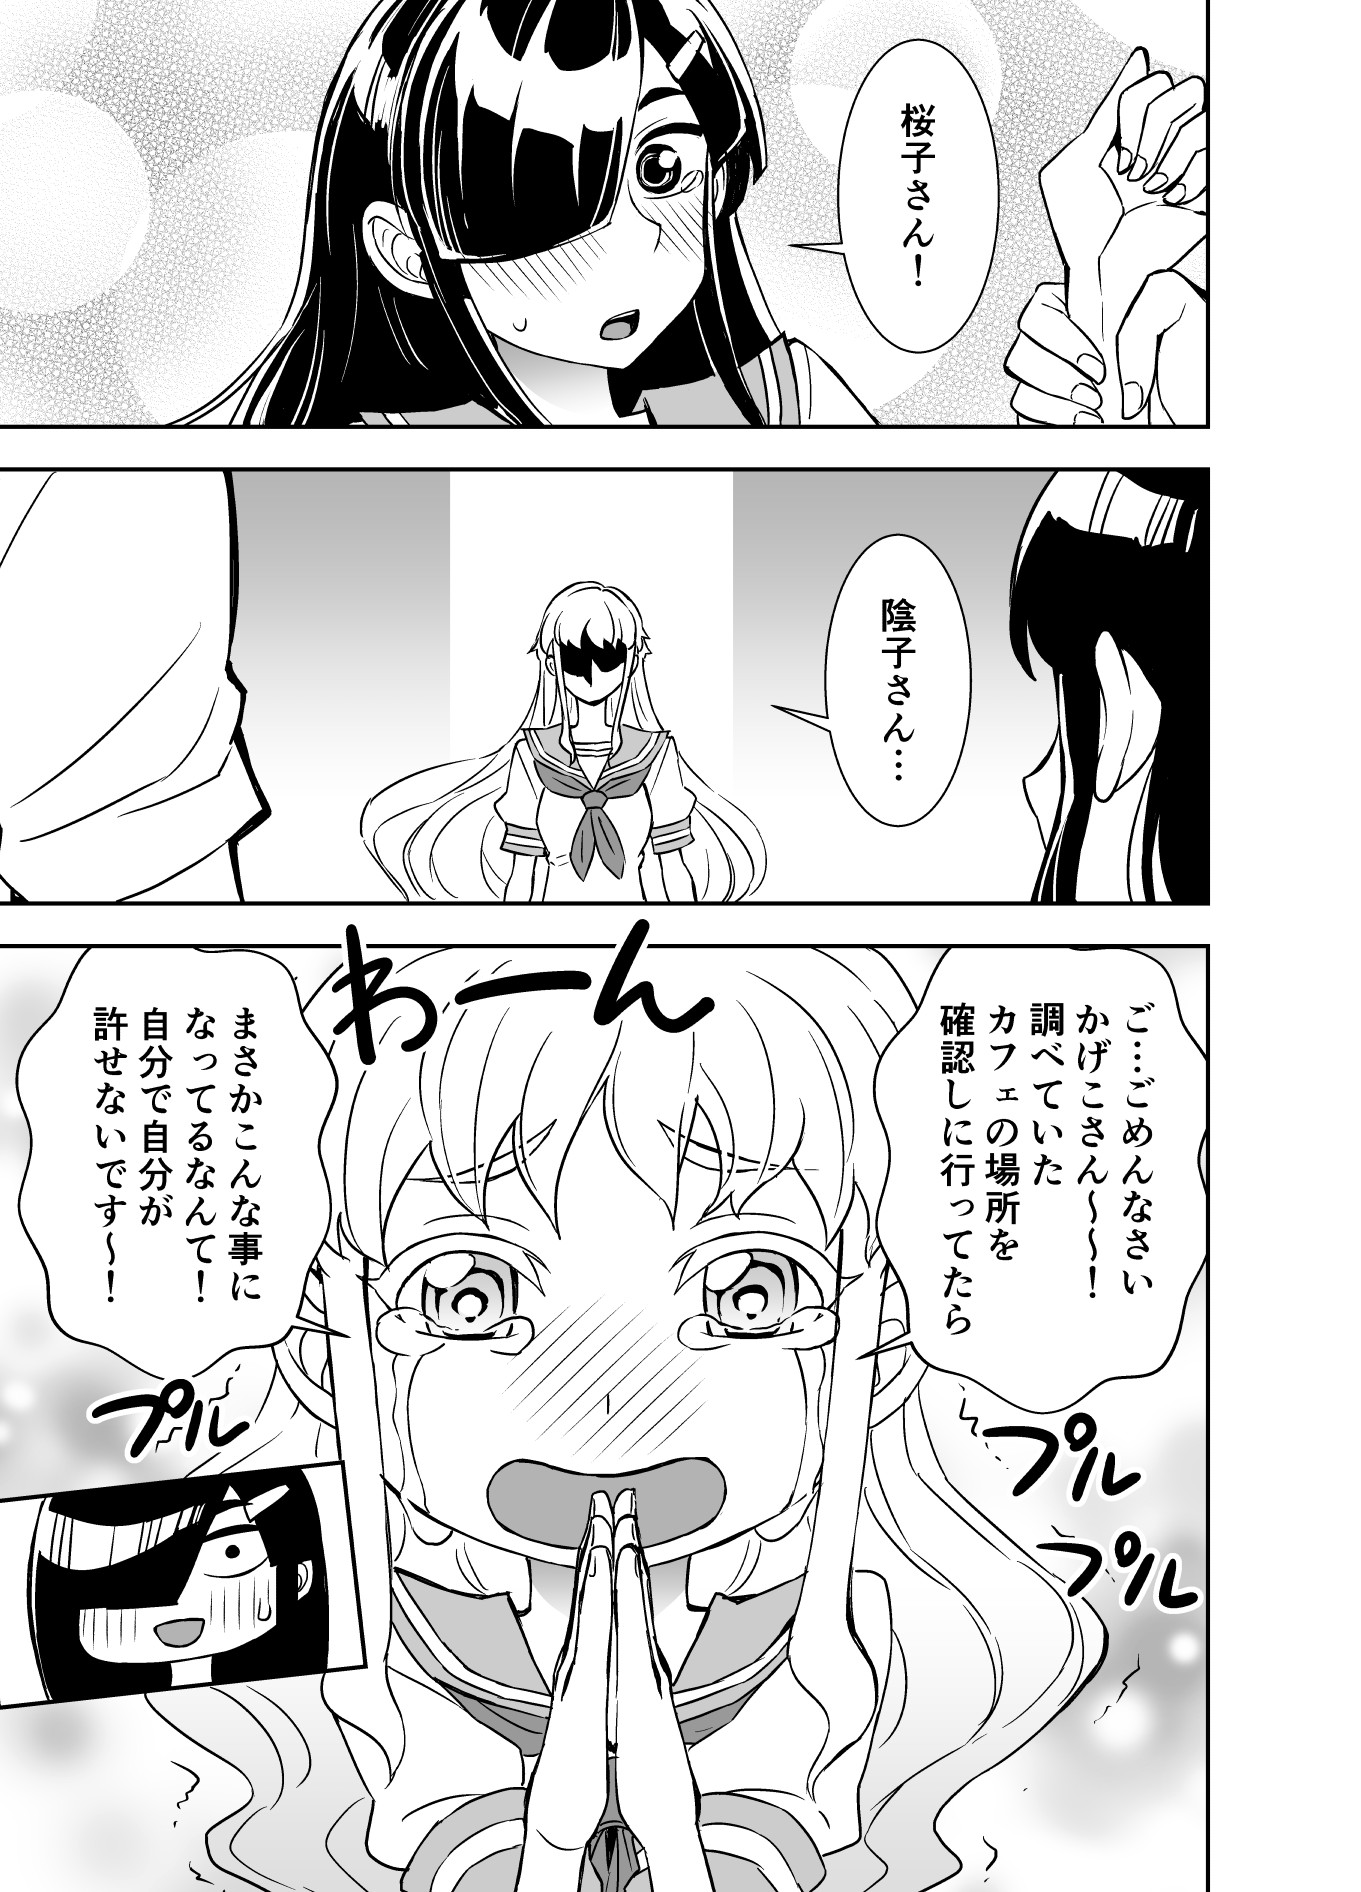 桜子さん！
陰子さん…
わーん
ご…ごめんなさい
かげこさん～～！
調べていた
カフェの場所を
確認しに行ってたら
まさかこんな事に
なってるなんて！
自分で自分が
許せないです～！
プル
プル
プル